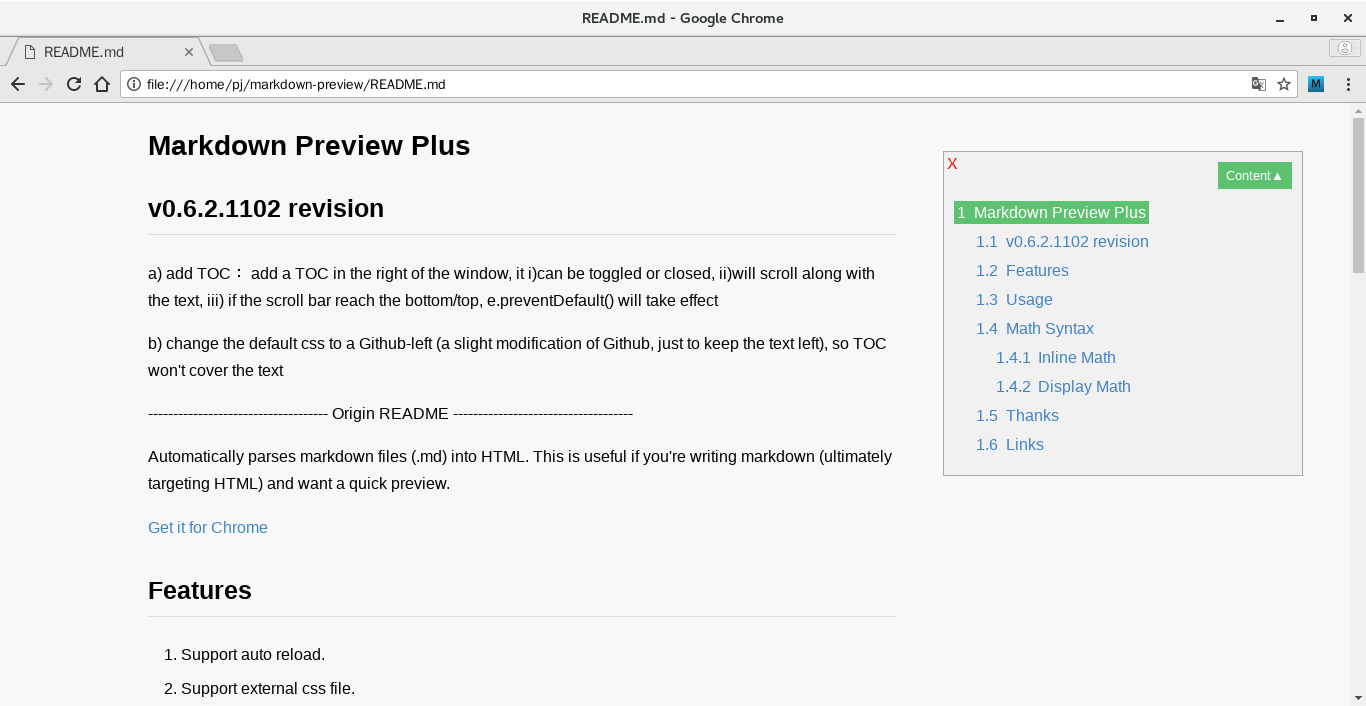 README.md - Google Chrome
README.md
file:///home/pj/markdown-preview/README.md
M
Markdown Preview Plus
v0.6.2.1102 revision
a) add TOC： add a TOC in the right of the window, it i)can be toggled or closed, ii)will scroll along with
the text, iii) if the scroll bar reach the bottom/top, e.preventDefault() will take effect
b) change the default css to a Github-left (a slight modification of Github, just to keep the text left), so TOC
won't cover the text
------------------------------------ Origin README ------------------------------------
Automatically parses markdown files (.md) into HTML. This is useful if you're writing markdown (ultimately
targeting HTML) and want a quick preview.
Get it for Chrome
Features
1. Support auto reload.
2. Support external css file.
X
Content▲
1 Markdown Preview Plus
1.1 v0.6.2.1102 revision
1.2 Features
1.3 Usage
1.4 Math Syntax
1.4.1 Inline Math
1.4.2 Display Math
1.5 Thanks
1.6 Links